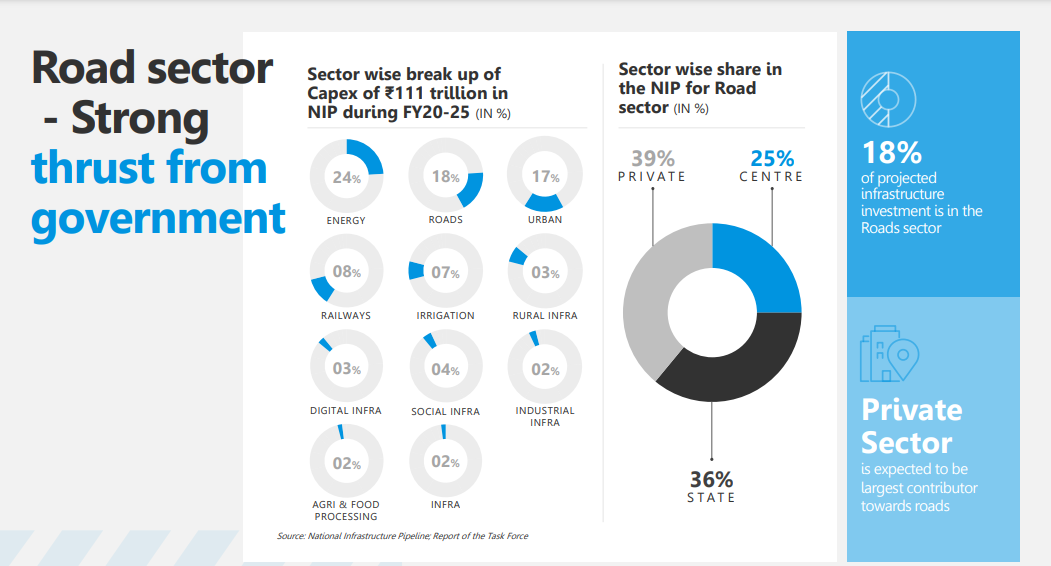 Road sector
- Strong
thrust from
government
Sector wise break up of
Capex of ₹111 trillion in
NIP during FY20-25 (IN %)
24%
ENERGY
18%
ROADS
17%
URBAN
08%
RAILWAYS
07%
IRRIGATION
03%
RURAL INFRA
03%
DIGITAL INFRA
04%
SOCIAL INFRA
02%
INDUSTRIAL
INFRA
02%
AGRI & FOOD
PROCESSING
02%
INFRA
Source: National Infrastructure Pipeline; Report of the Task Force
Sector wise share in
the NIP for Road
sector (IN %)
39%
PRIVATE
25%
CENTRE
36%
STATE
18%
of projected
infrastructure
investment is in the
Roads sector
Private
Sector
is expected to be
largest contributor
towards roads